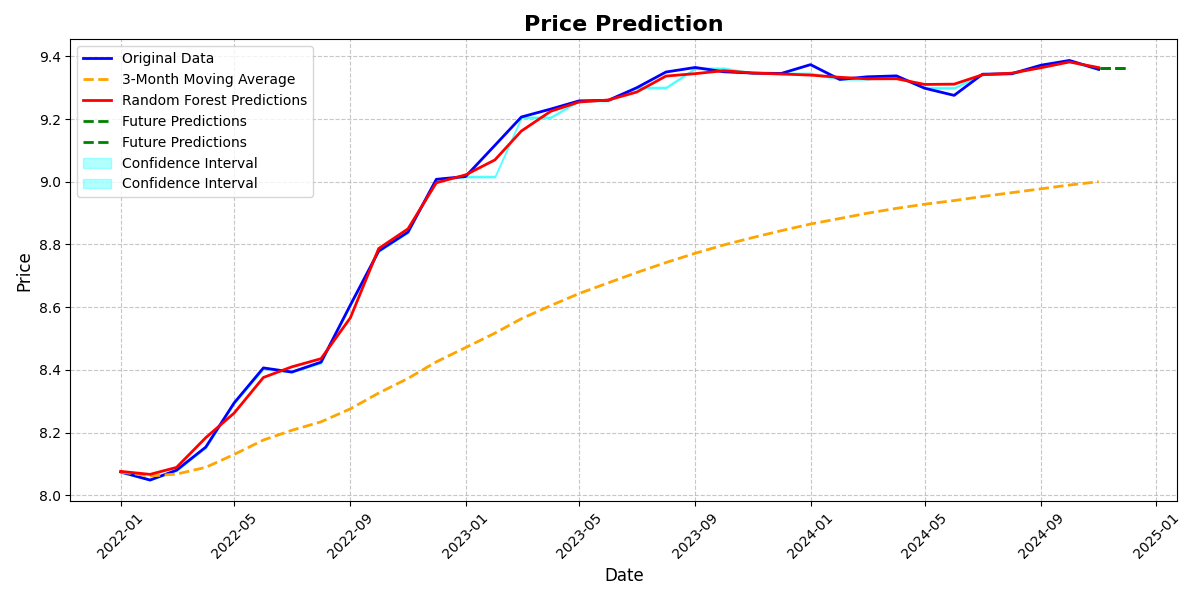 Price Prediction
Original Data
3-Month Moving Average
Random Forest Predictions
Future Predictions
Future Predictions
Confidence Interval
Confidence Interval
Price
9.4
9.2
9.0
8.8
8.6
8.4
8.2
8.0
2022-01
2022-05
2022-09
2023-01
2023-05
2023-09
2024-01
2024-05
2024-09
2025-01
Date